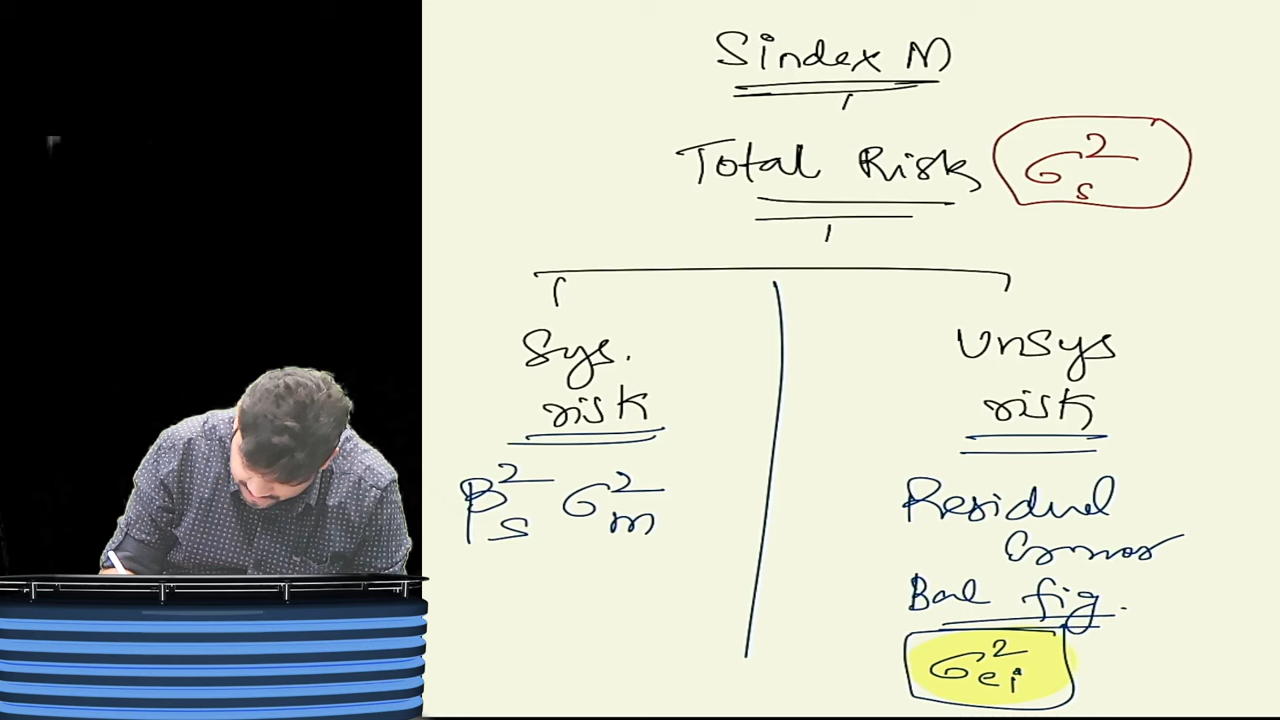 Sindex M
Total Risk σs²
Sys.
risk
βs² σm²
UnSys
risk
Residual
Error
Bal fig.
σei²